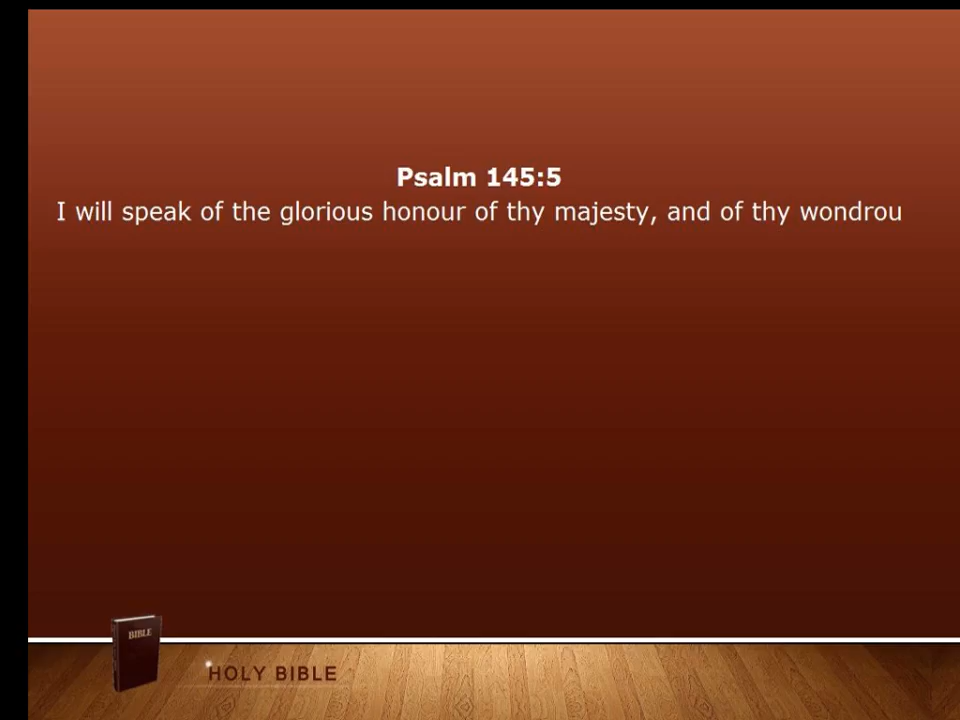 Psalm 145:5
I will speak of the glorious honour of thy majesty, and of thy wondrou
BIBLE
HOLY BIBLE